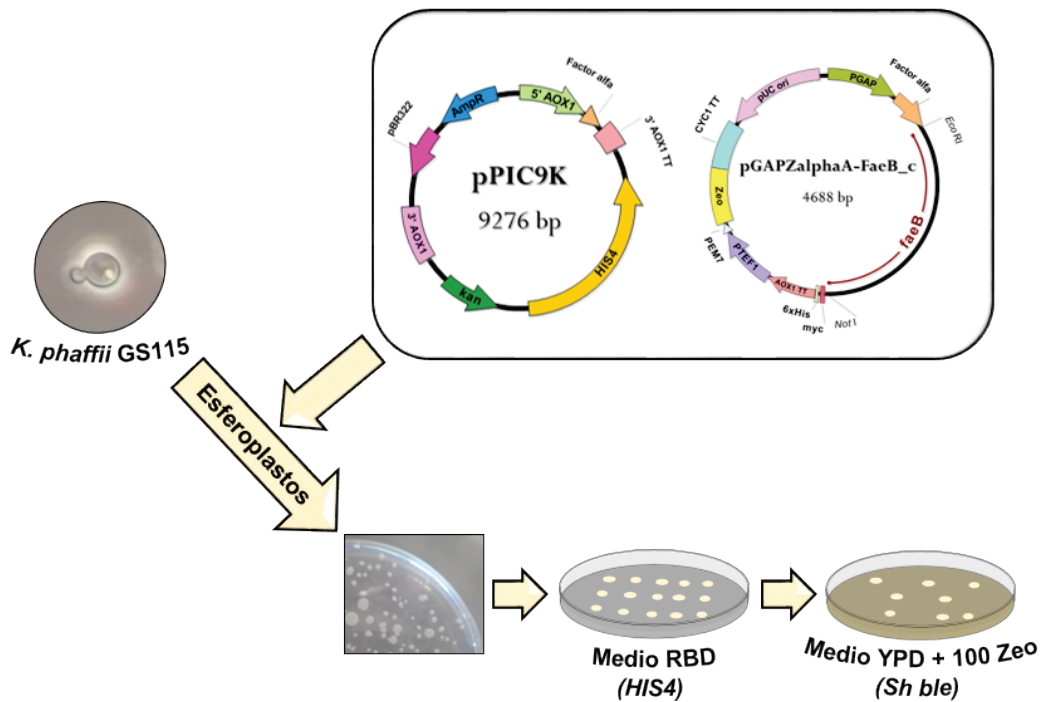 pPIC9K
9276 bp
pBR322
AmpR
5' AOX1
Factor alfa
3' AOX1 TT
HIS4
kan
3' AOX1
pGAPZalphaA-FaeB_c
4688 bp
CYC1 TT
pUC ori
PGAP
Factor alfa
Eco RI
faeB
Not I
myc
6xHis
AOX1 TT
PTEF1
PEM7
Zeo
K. phaffii GS115
Esferoplastos
Medio RBD
(HIS4)
Medio YPD + 100 Zeo
(Sh ble)